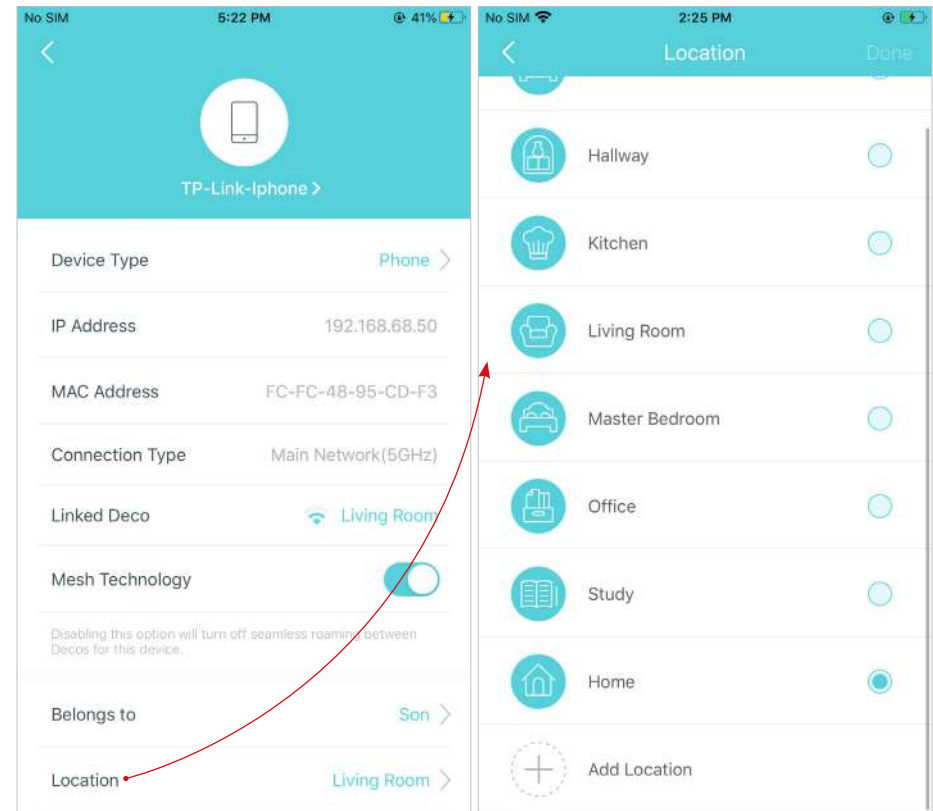 No SIM
5:22 PM
41%
TP-Link-Iphone >
Device Type
Phone >
IP Address
192.168.68.50
MAC Address
FC-FC-48-95-CD-F3
Connection Type
Main Network(5GHz)
Linked Deco
Living Room
Mesh Technology
Disabling this option will turn off seamless roaming between
Decos for this device.
Belongs to
Son >
Location
Living Room >
No SIM
2:25 PM
Location
Done
Hallway
Kitchen
Living Room
Master Bedroom
Office
Study
Home
Add Location